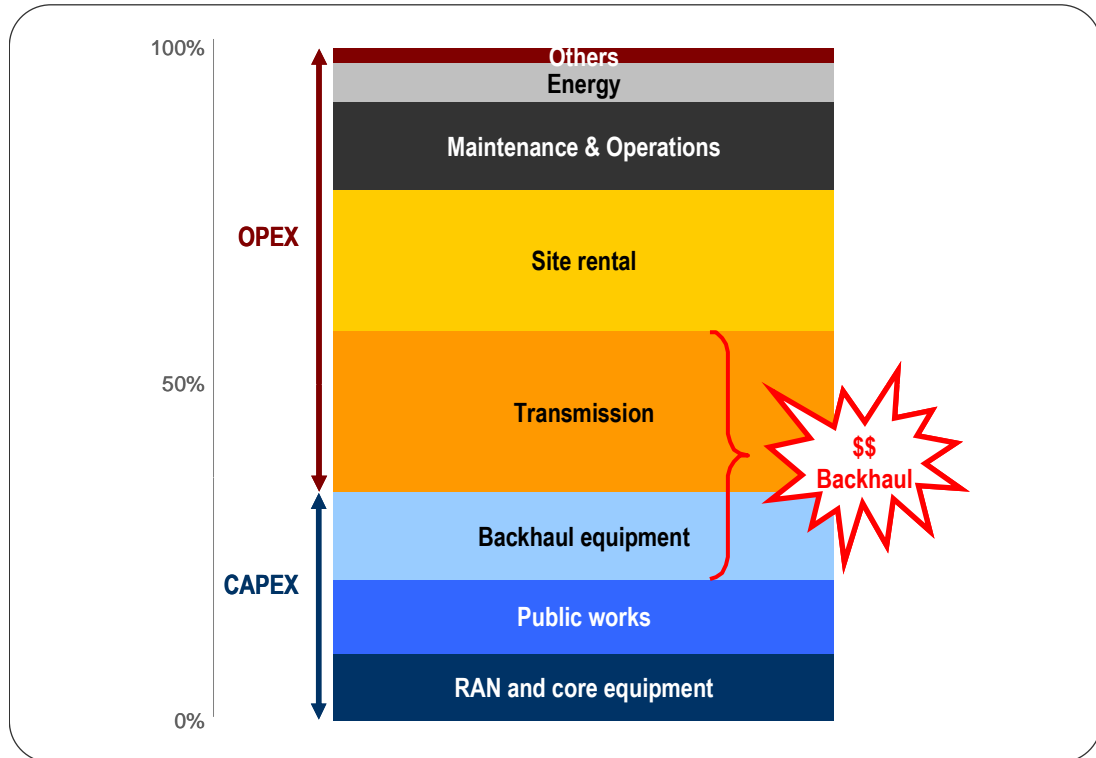 100%
Others
Energy
Maintenance & Operations
OPEX
Site rental
50%
Transmission
$$
Backhaul
Backhaul equipment
CAPEX
Public works
RAN and core equipment
0%